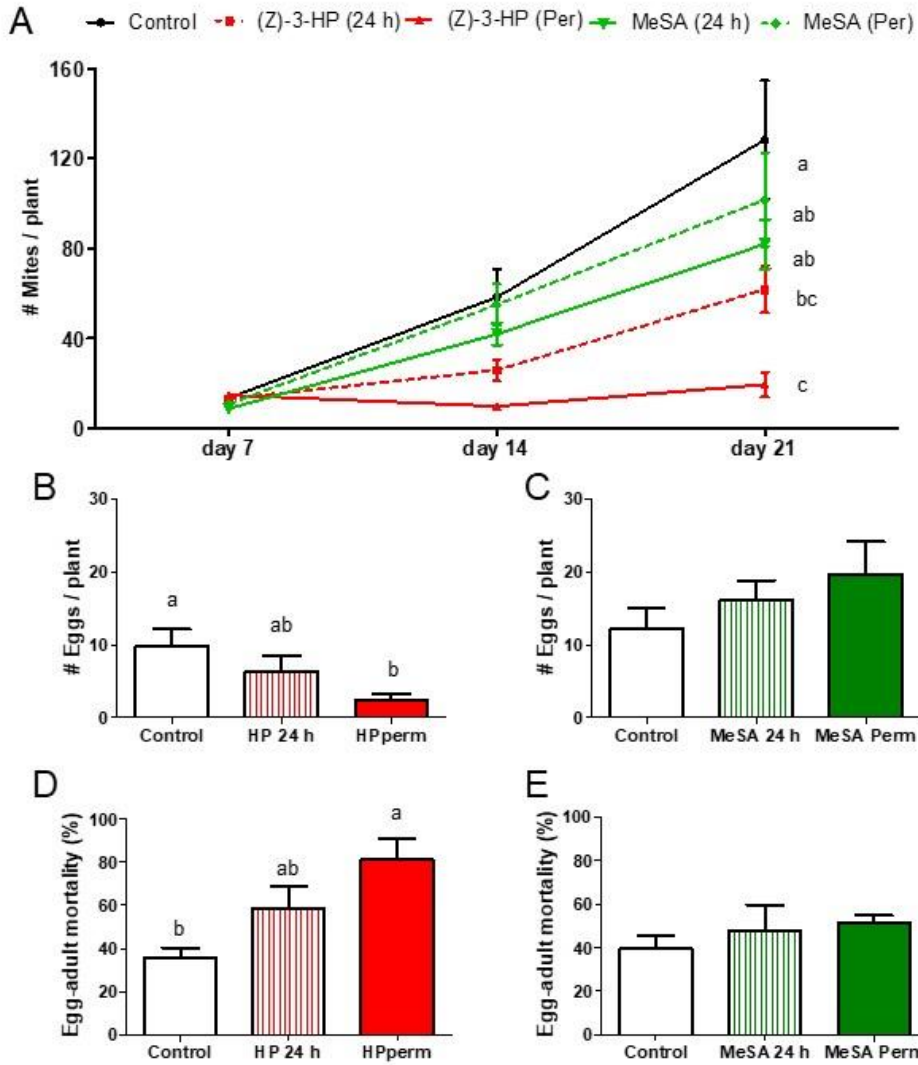 A
Control (Z)-3-HP (24 h) (Z)-3-HP (Per) MeSA (24 h) MeSA (Per)
160
120
80
40
0
# Mites / plant
a
ab
ab
bc
c
day 7 day 14 day 21
B
30
20
10
0
# Eggs / plant
a
ab
b
Control HP 24 h HPperm
C
30
20
10
0
# Eggs / plant
Control MeSA 24 h MeSA Perm
D
100
80
60
40
20
0
Egg-adult mortality (%)
b
ab
a
Control HP 24 h HPperm
E
100
80
60
40
20
0
Egg-adult mortality (%)
Control MeSA 24 h MeSA Perm